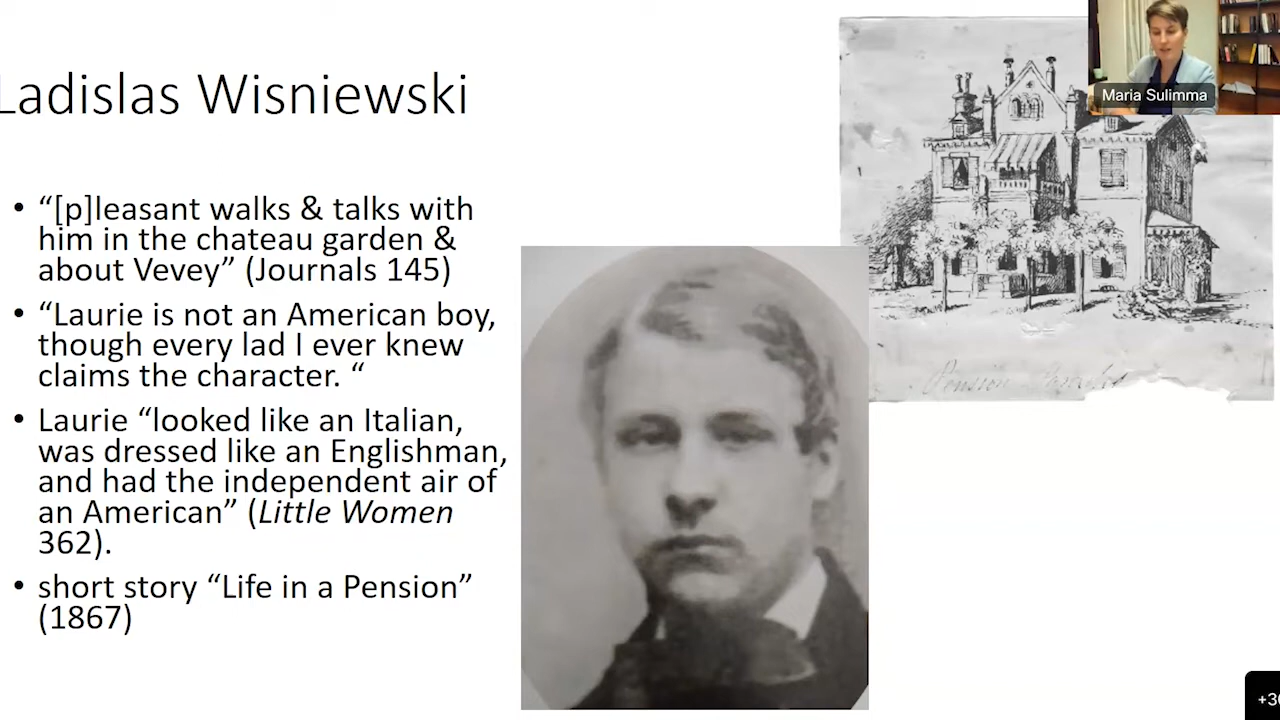 Ladislas Wisniewski
• “[p]leasant walks & talks with
him in the chateau garden &
about Vevey” (Journals 145)
• “Laurie is not an American boy,
though every lad I ever knew
claims the character. “
• Laurie “looked like an Italian,
was dressed like an Englishman,
and had the independent air of
an American” (Little Women
362).
• short story “Life in a Pension”
(1867)
Maria Sulimma
Pension